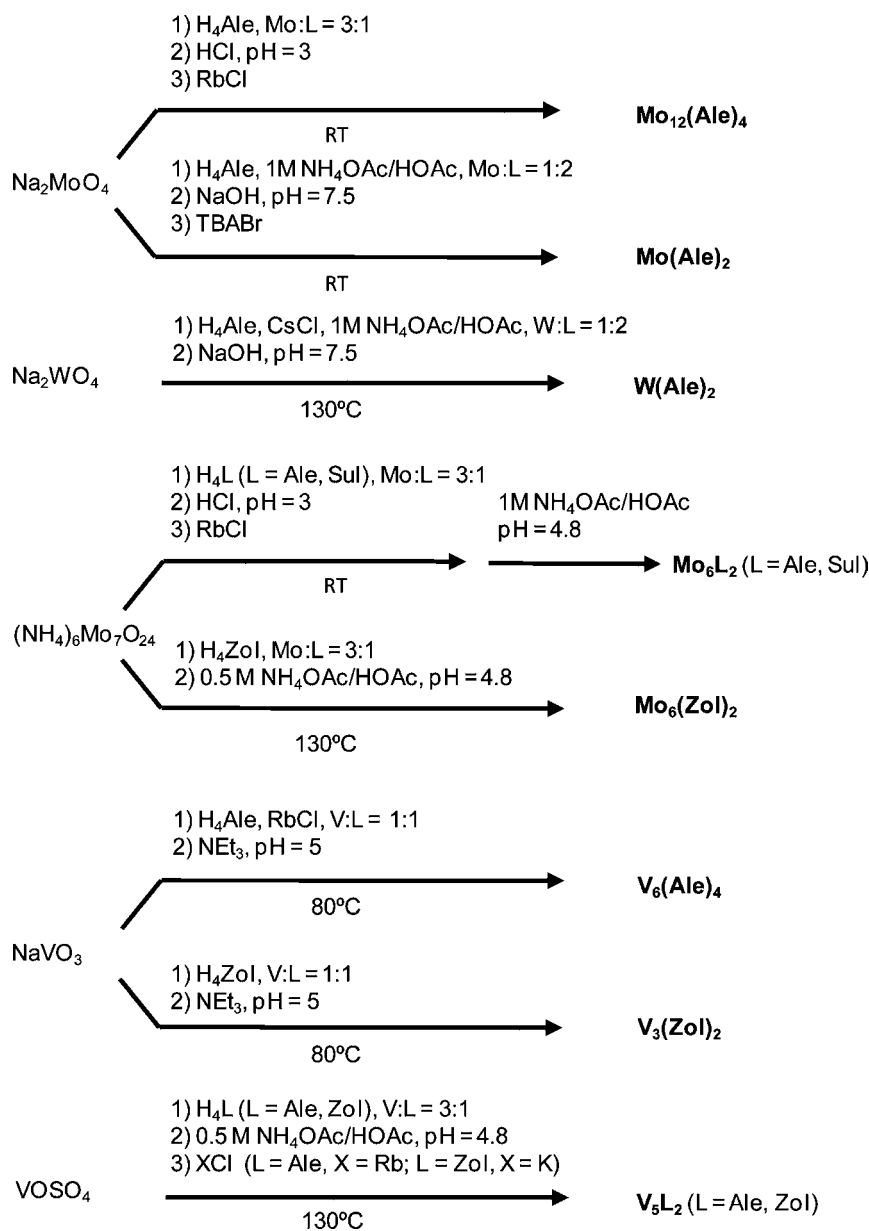 1) H₄Ale, Mo:L = 3:1
2) HCl, pH = 3
3) RbCl
Mo₁₂(Ale)₄
RT
Na₂MoO₄
1) H₄Ale, 1M NH₄OAc/HOAc, Mo:L = 1:2
2) NaOH, pH = 7.5
3) TBABr
Mo(Ale)₂
RT
1) H₄Ale, CsCl, 1M NH₄OAc/HOAc, W:L = 1:2
2) NaOH, pH = 7.5
Na₂WO₄
W(Ale)₂
130ºC
1) H₄L (L = Ale, Sul), Mo:L = 3:1
2) HCl, pH = 3
3) RbCl
1M NH₄OAc/HOAc
pH = 4.8
Mo₆L₂ (L = Ale, Sul)
RT
(NH₄)₆Mo₇O₂₄
1) H₄Zol, Mo:L = 3:1
2) 0.5 M NH₄OAc/HOAc, pH = 4.8
Mo₆(Zol)₂
130ºC
1) H₄Ale, RbCl, V:L = 1:1
2) NEt₃, pH = 5
V₆(Ale)₄
80ºC
NaVO₃
1) H₄Zol, V:L = 1:1
2) NEt₃, pH = 5
V₃(Zol)₂
80ºC
1) H₄L (L = Ale, Zol), V:L = 3:1
2) 0.5 M NH₄OAc/HOAc, pH = 4.8
3) XCl (L = Ale, X = Rb; L = Zol, X = K)
VOSO₄
V₅L₂ (L = Ale, Zol)
130ºC